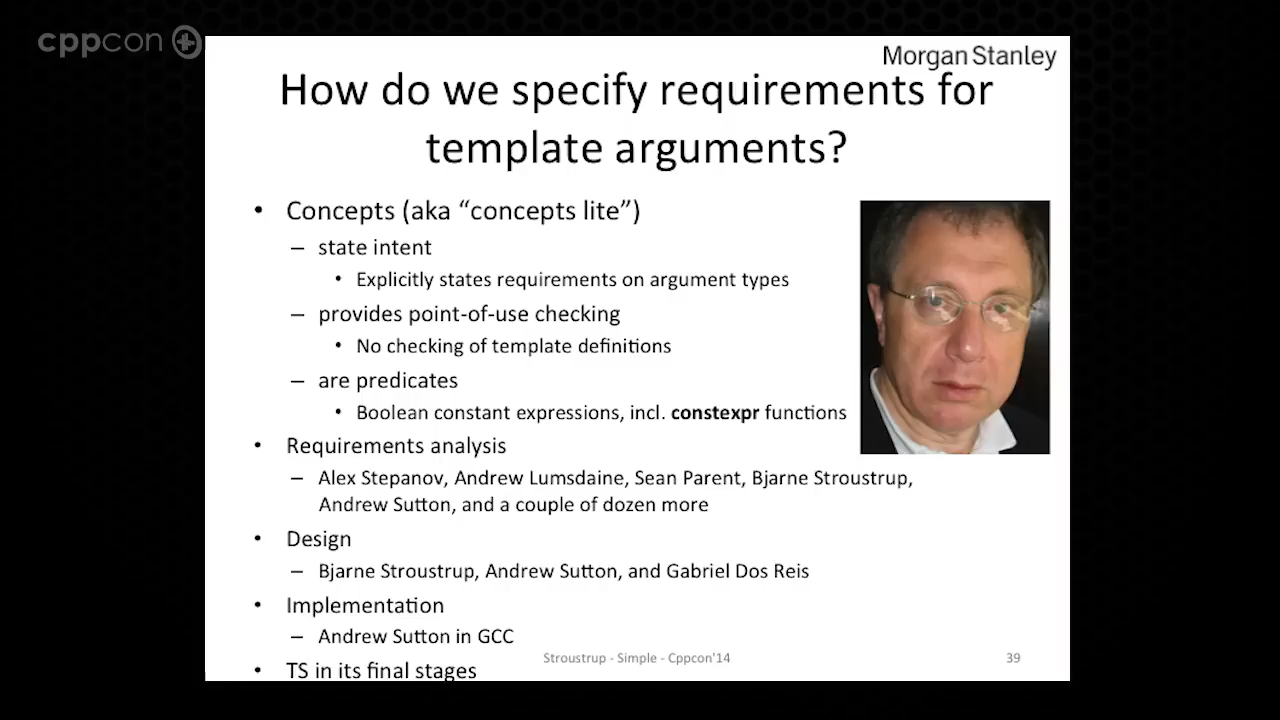 cppcon
Morgan Stanley
How do we specify requirements for
template arguments?
• Concepts (aka “concepts lite”)
– state intent
• Explicitly states requirements on argument types
– provides point-of-use checking
• No checking of template definitions
– are predicates
• Boolean constant expressions, incl. constexpr functions
• Requirements analysis
– Alex Stepanov, Andrew Lumsdaine, Sean Parent, Bjarne Stroustrup,
Andrew Sutton, and a couple of dozen more
• Design
– Bjarne Stroustrup, Andrew Sutton, and Gabriel Dos Reis
• Implementation
– Andrew Sutton in GCC
• TS in its final stages
Stroustrup - Simple - Cppcon'14
39